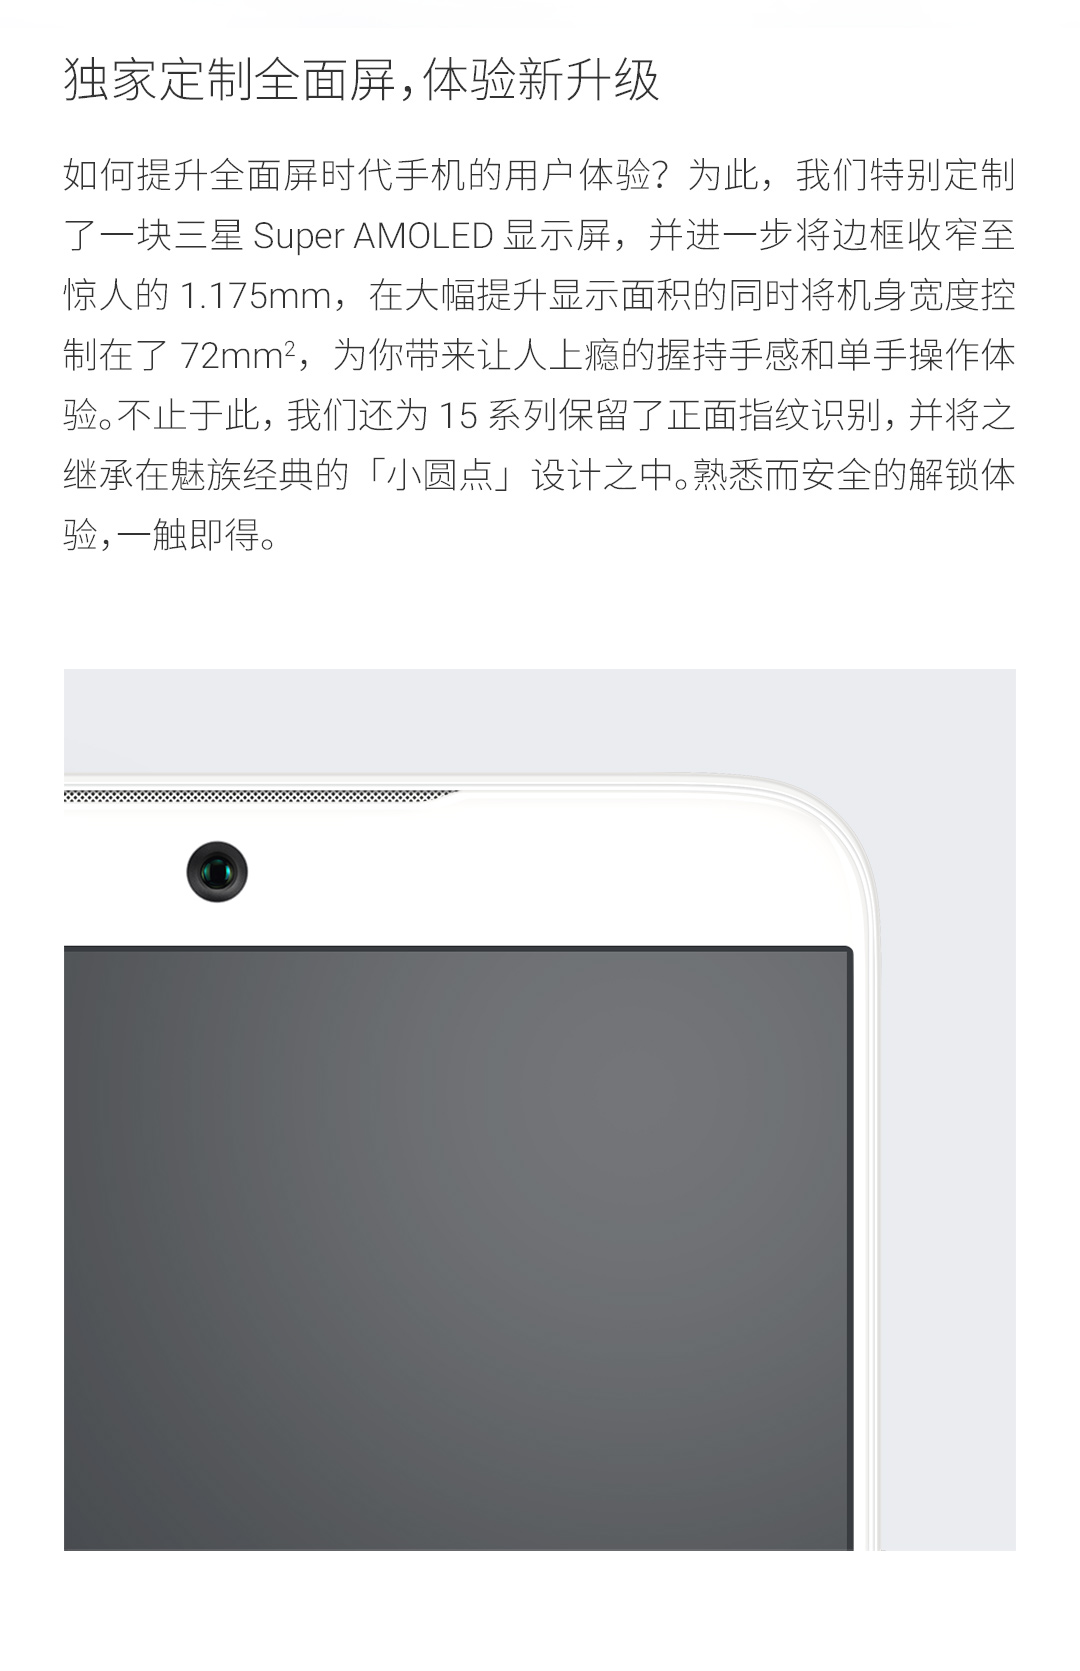 独家定制全面屏，体验新升级
如何提升全面屏时代手机的用户体验？为此，我们特别定制
了一块三星 Super AMOLED 显示屏，并进一步将边框收窄至
惊人的 1.175mm，在大幅提升显示面积的同时将机身宽度控
制在了 72mm²，为你带来让人上瘾的握持手感和单手操作体
验。不止于此，我们还为 15 系列保留了正面指纹识别，并将之
继承在魅族经典的「小圆点」设计之中。熟悉而安全的解锁体
验，一触即得。